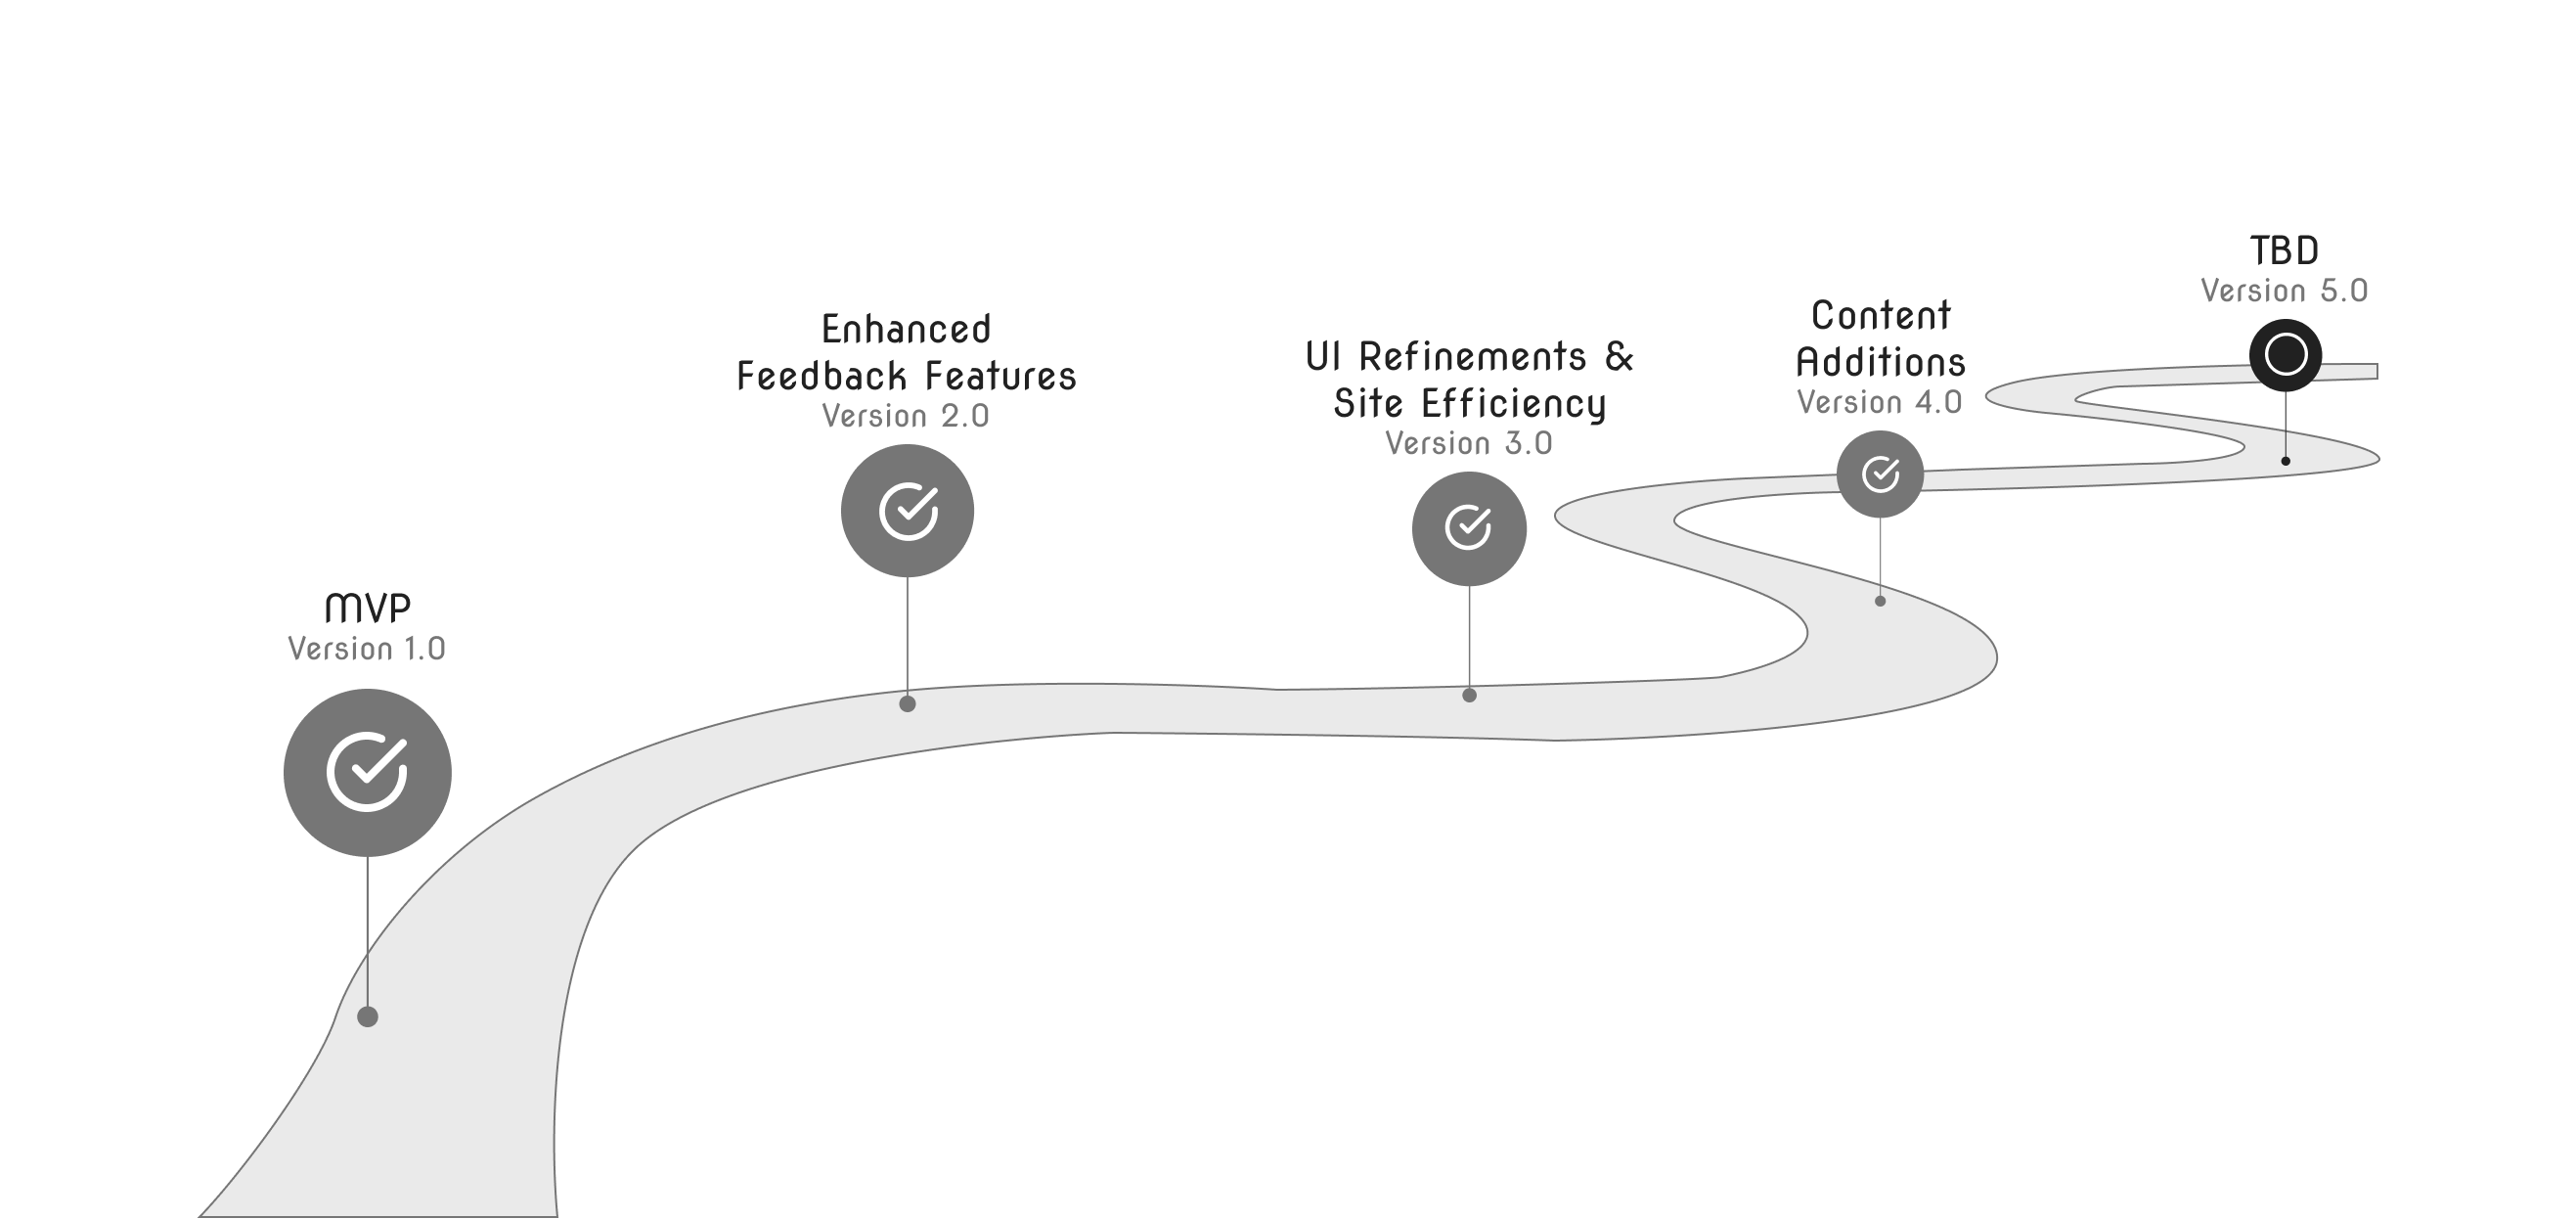 MVP
Version 1.0
Enhanced
Feedback Features
Version 2.0
UI Refinements &
Site Efficiency
Version 3.0
Content
Additions
Version 4.0
TBD
Version 5.0